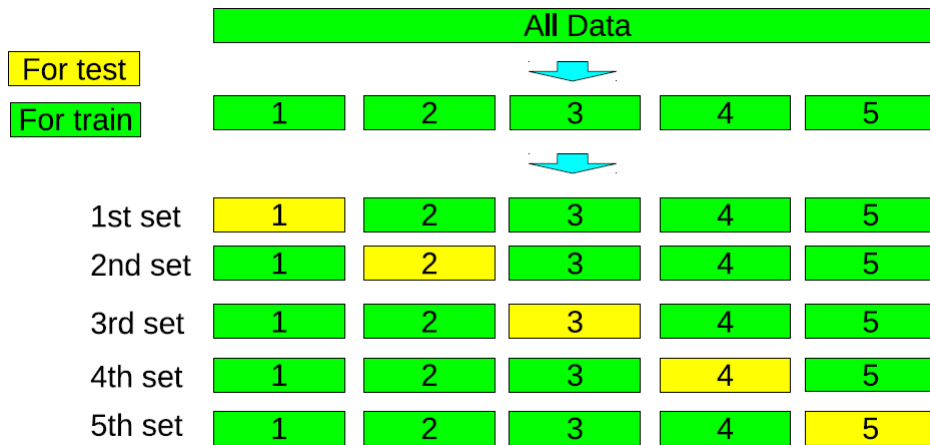 All Data
For test
For train
1 2 3 4 5
1st set 1 2 3 4 5
2nd set 1 2 3 4 5
3rd set 1 2 3 4 5
4th set 1 2 3 4 5
5th set 1 2 3 4 5